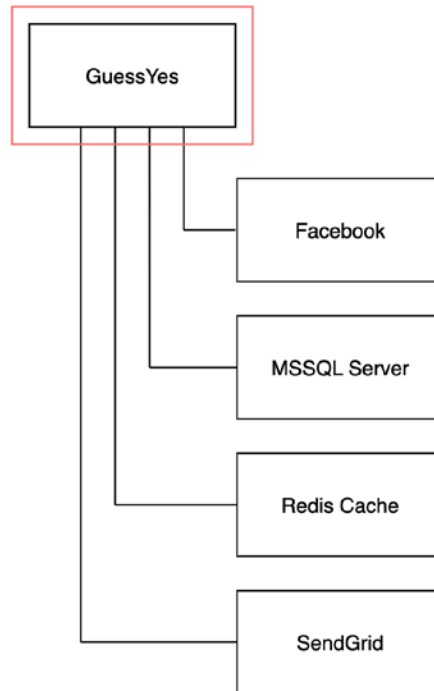 GuessYes
Facebook
MSSQL Server
Redis Cache
SendGrid